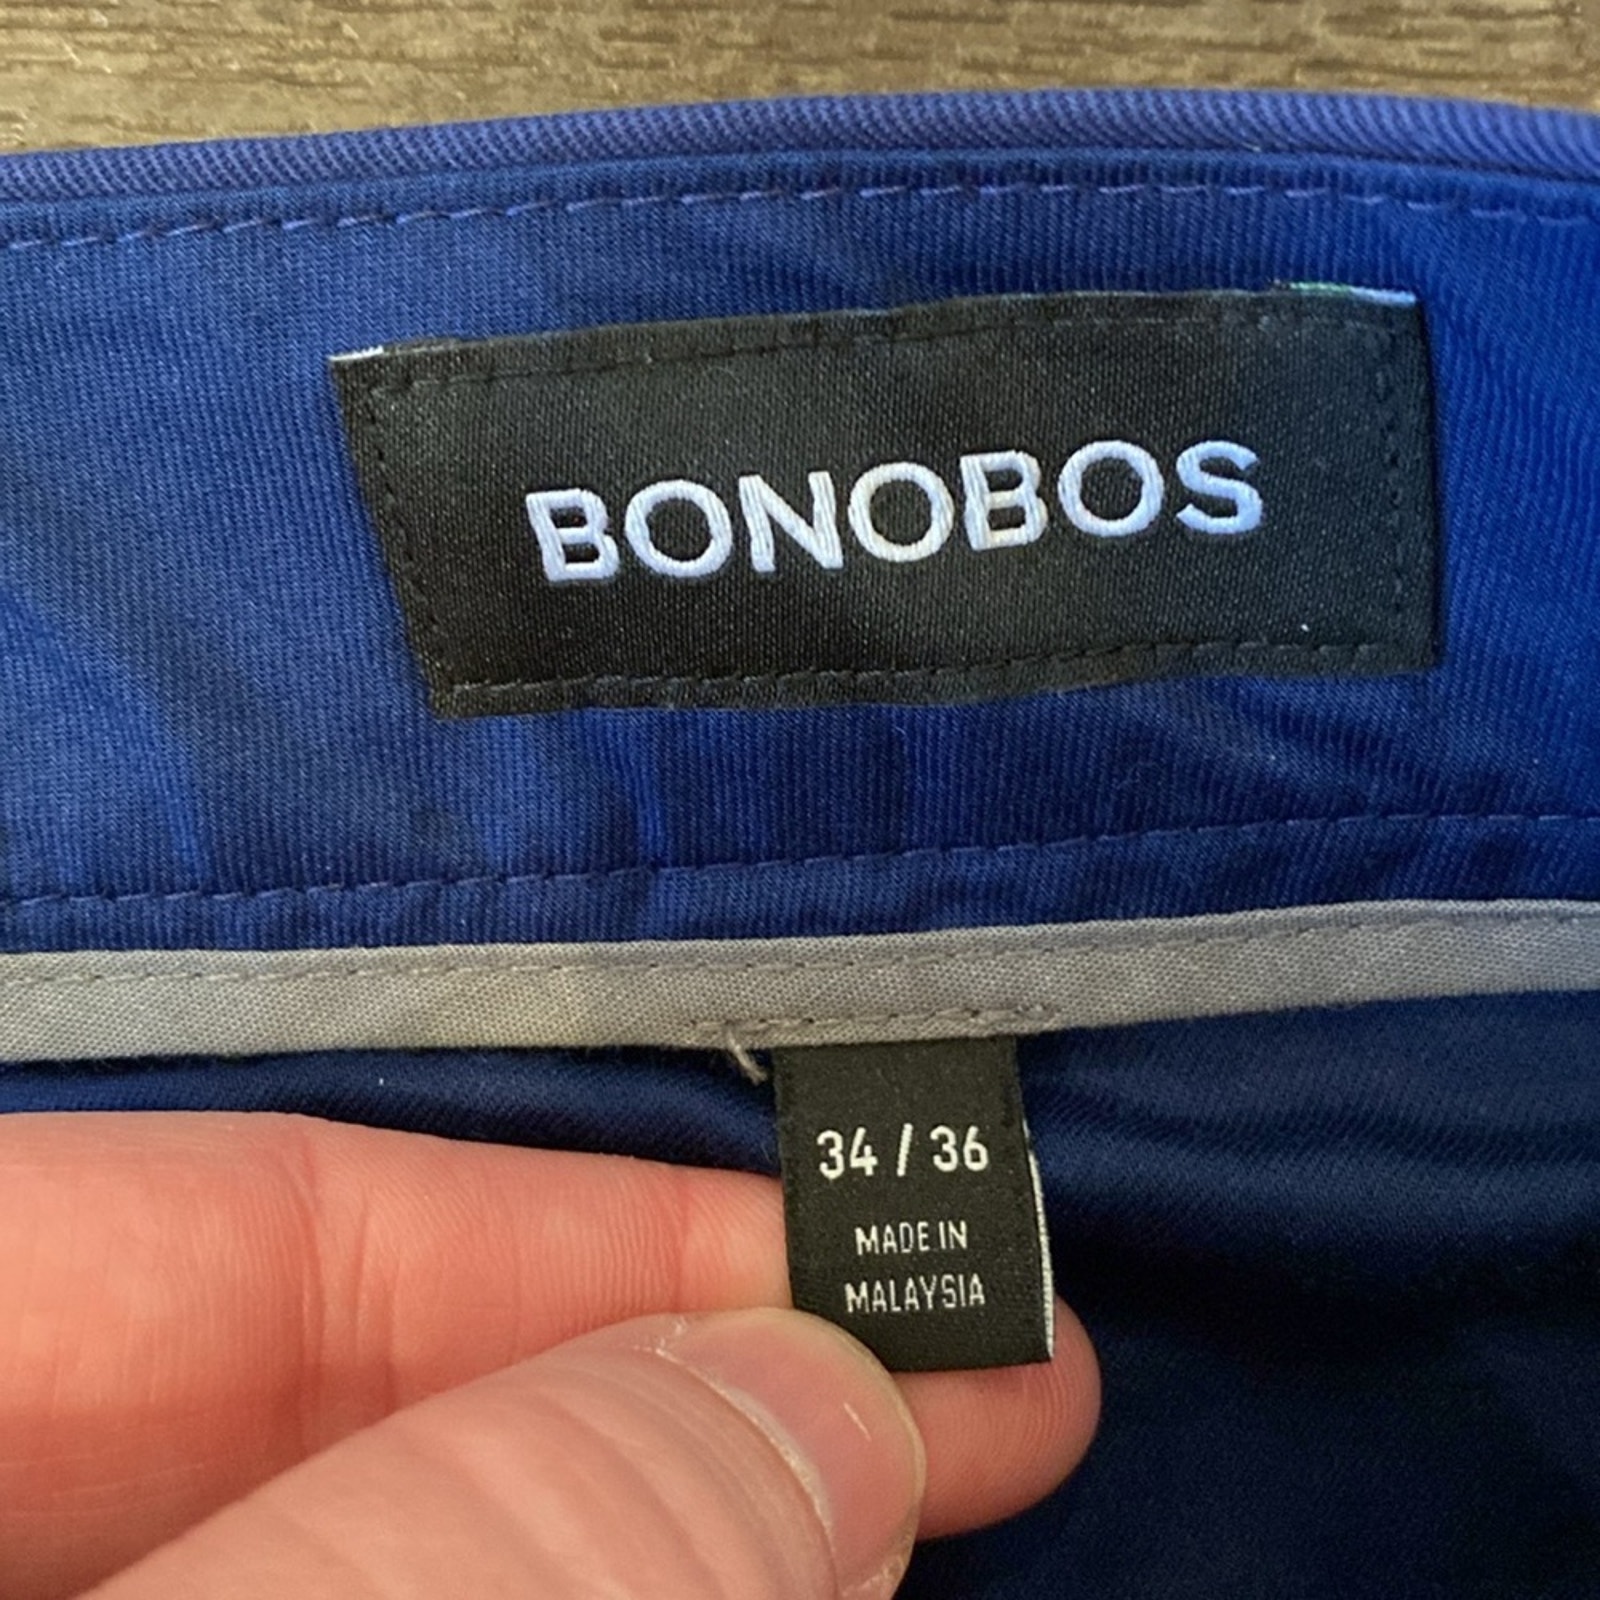 BONOBOS
34 / 36
MADE IN
MALAYSIA